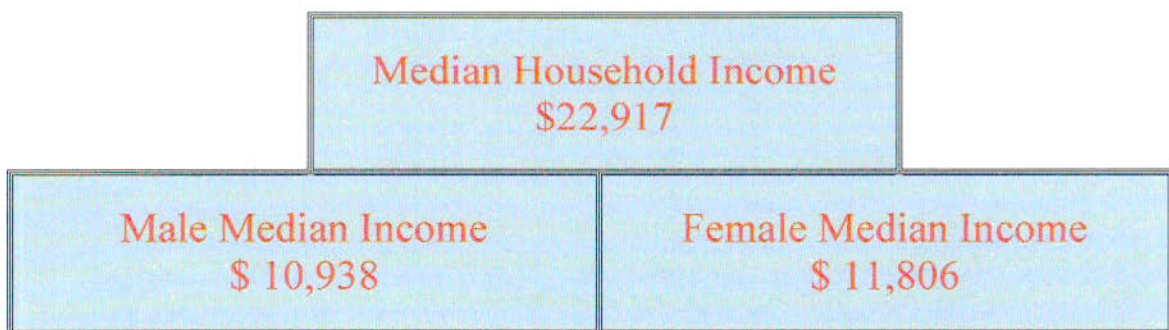 Median Household Income
$22,917
Male Median Income
$ 10,938
Female Median Income
$ 11,806